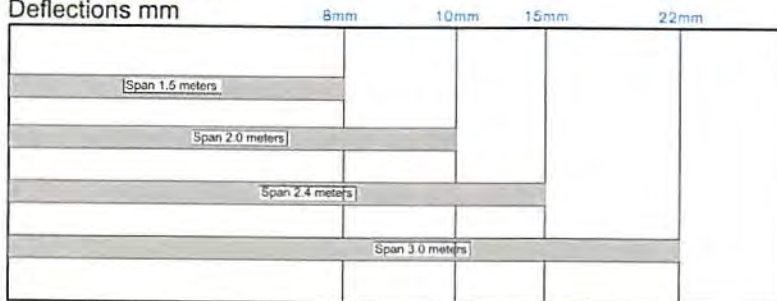 Deflections mm
8mm 10mm 15mm 22mm
Span 1.5 meters
Span 2.0 meters
Span 2.4 meters
Span 3.0 meters